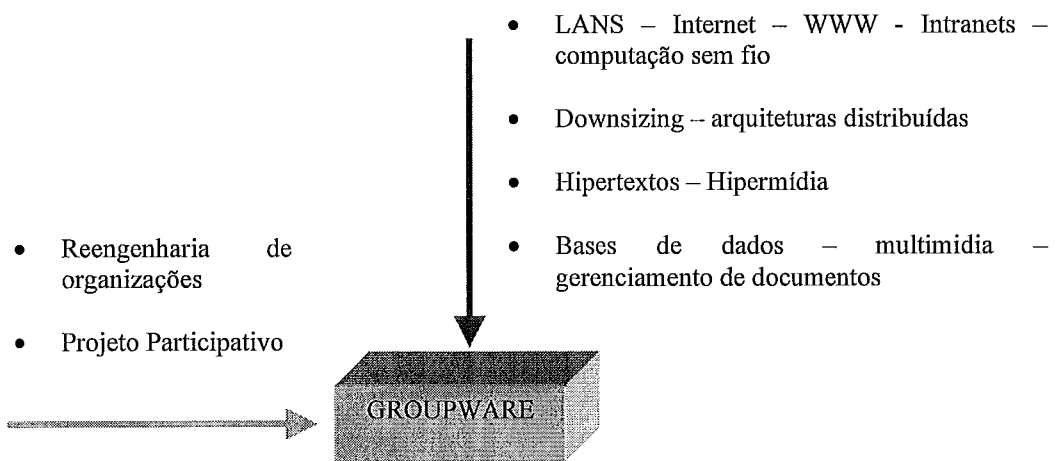 • LANS – Internet – WWW - Intranets –
computação sem fio
• Downsizing – arquiteturas distribuídas
• Hipertextos – Hipermídia
• Bases de dados – multimidia –
gerenciamento de documentos
• Reengenharia de
organizações
• Projeto Participativo
GROUPWARE